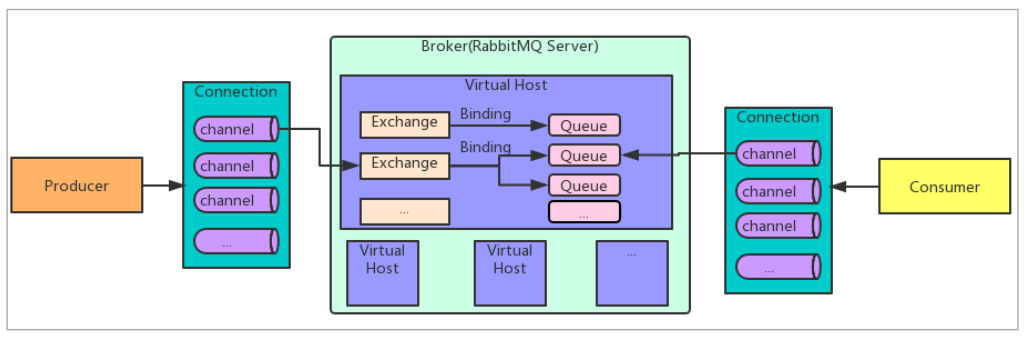 Broker(RabbitMQ Server)
Virtual Host
Connection
channel
channel
channel
...
Producer
Exchange
Binding
Queue
Exchange
Binding
Queue
Queue
...
...
Virtual
Host
Virtual
Host
...
Connection
channel
channel
channel
...
Consumer